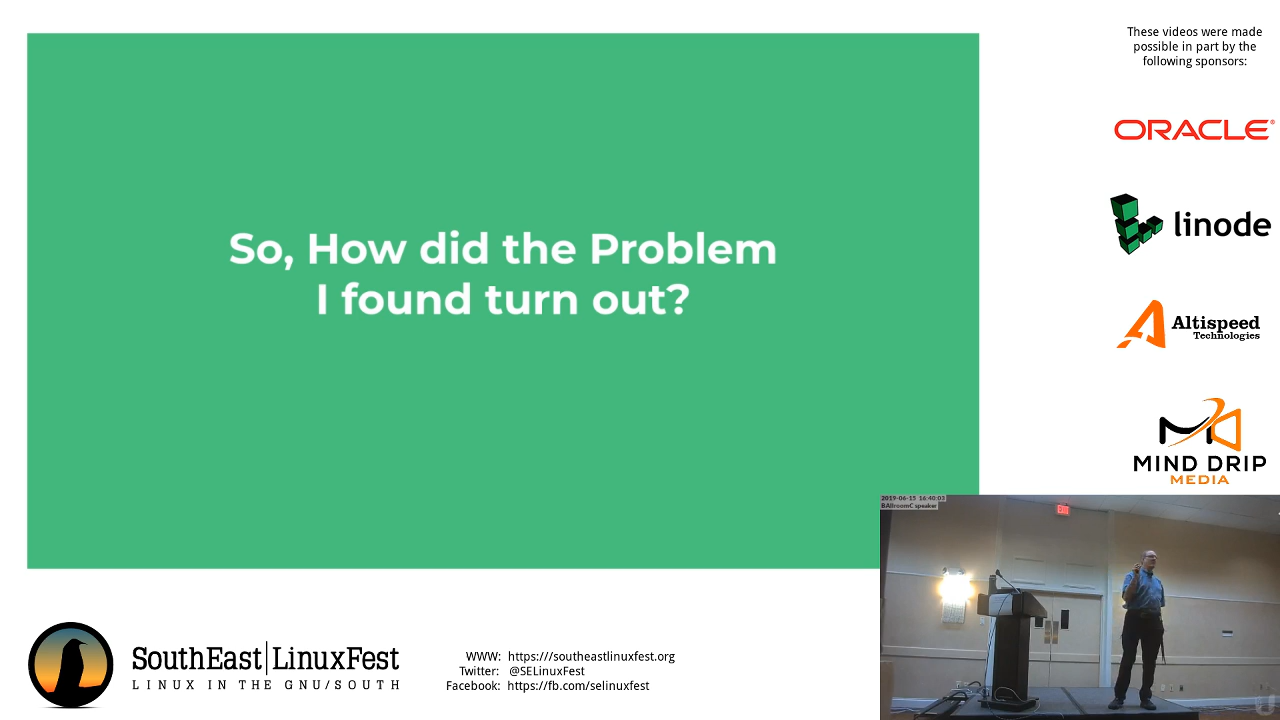 So, How did the Problem
I found turn out?
These videos were made
possible in part by the
following sponsors:
ORACLE®
linode
Altispeed
Technologies
MIND DRIP
MEDIA
2019-06-15 16:40:03
BAllroomC speaker
EXIT
SouthEast|LinuxFest
LINUX IN THE GNU/SOUTH
WWW: https:///southeastlinuxfest.org
Twitter: @SELinuxFest
Facebook: https://fb.com/selinuxfest